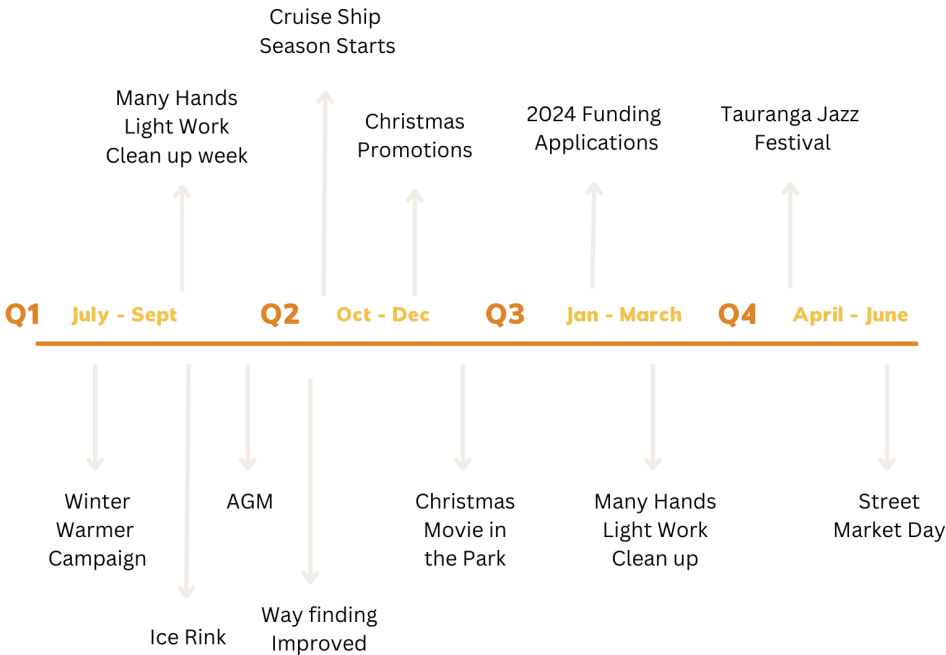 Cruise Ship
Season Starts
Many Hands
Light Work
Clean up week
Christmas
Promotions
2024 Funding
Applications
Tauranga Jazz
Festival
Q1 July - Sept Q2 Oct - Dec Q3 Jan - March Q4 April - June
Winter
Warmer
Campaign
Ice Rink
AGM
Way finding
Improved
Christmas
Movie in
the Park
Many Hands
Light Work
Clean up
Street
Market Day